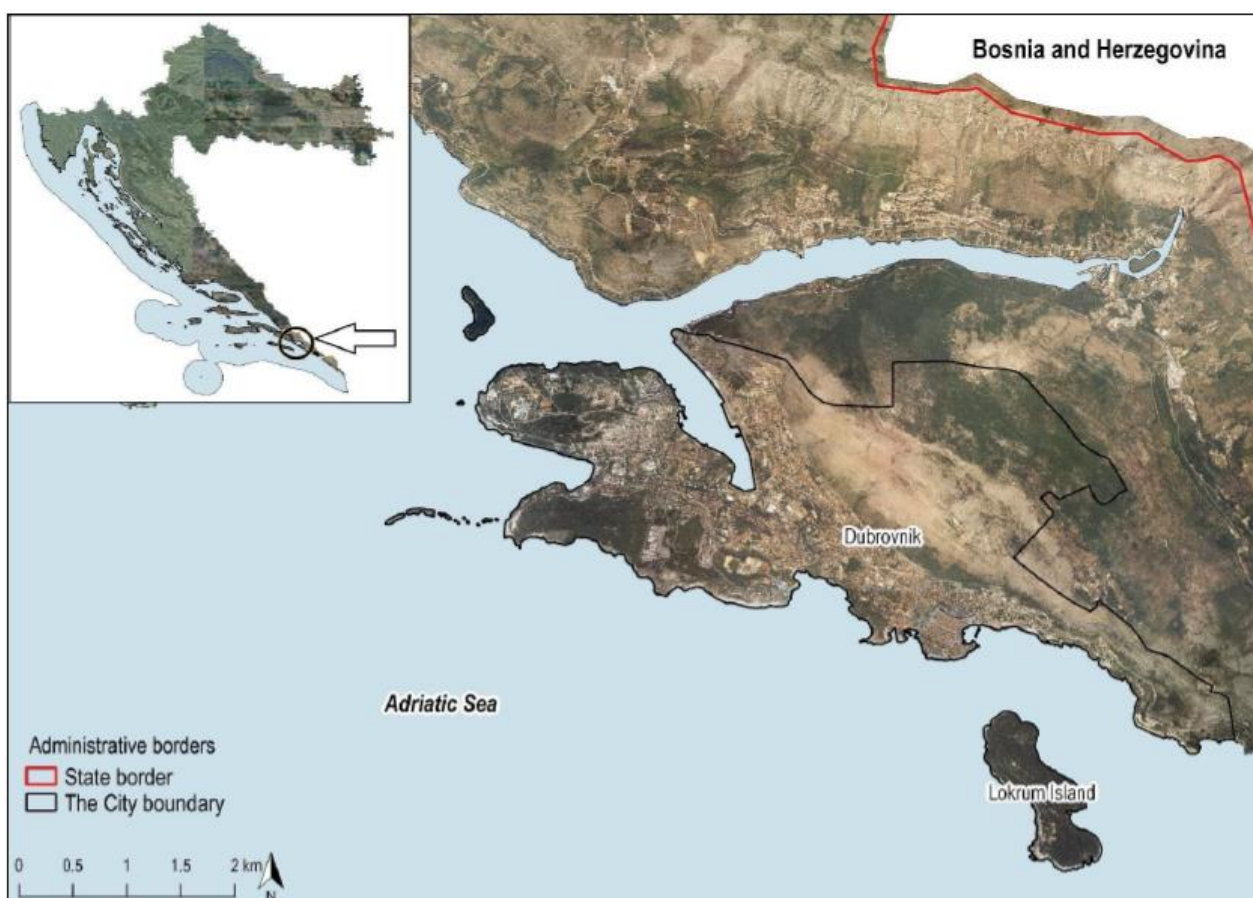 Bosnia and Herzegovina
Dubrovnik
Adriatic Sea
Lokrum Island
Administrative borders
State border
The City boundary
0 0.5 1 1.5 2 km
N